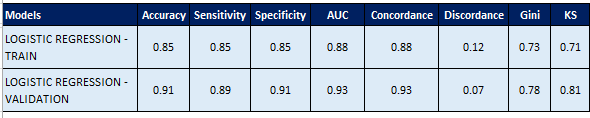 Models Accuracy Sensitivity Specificity AUC Concordance Discordance Gini KS
LOGISTIC REGRESSION -
TRAIN 0.85 0.85 0.85 0.88 0.88 0.12 0.73 0.71
LOGISTIC REGRESSION -
VALIDATION 0.91 0.89 0.91 0.93 0.93 0.07 0.78 0.81